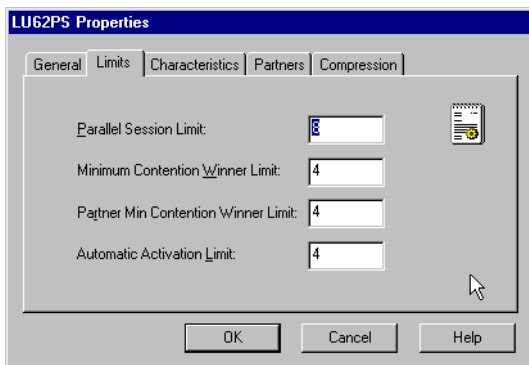 LU62PS Properties
General Limits Characteristics Partners Compression
Parallel Session Limit: 8
Minimum Contention Winner Limit: 4
Partner Min Contention Winner Limit: 4
Automatic Activation Limit: 4
OK Cancel Help